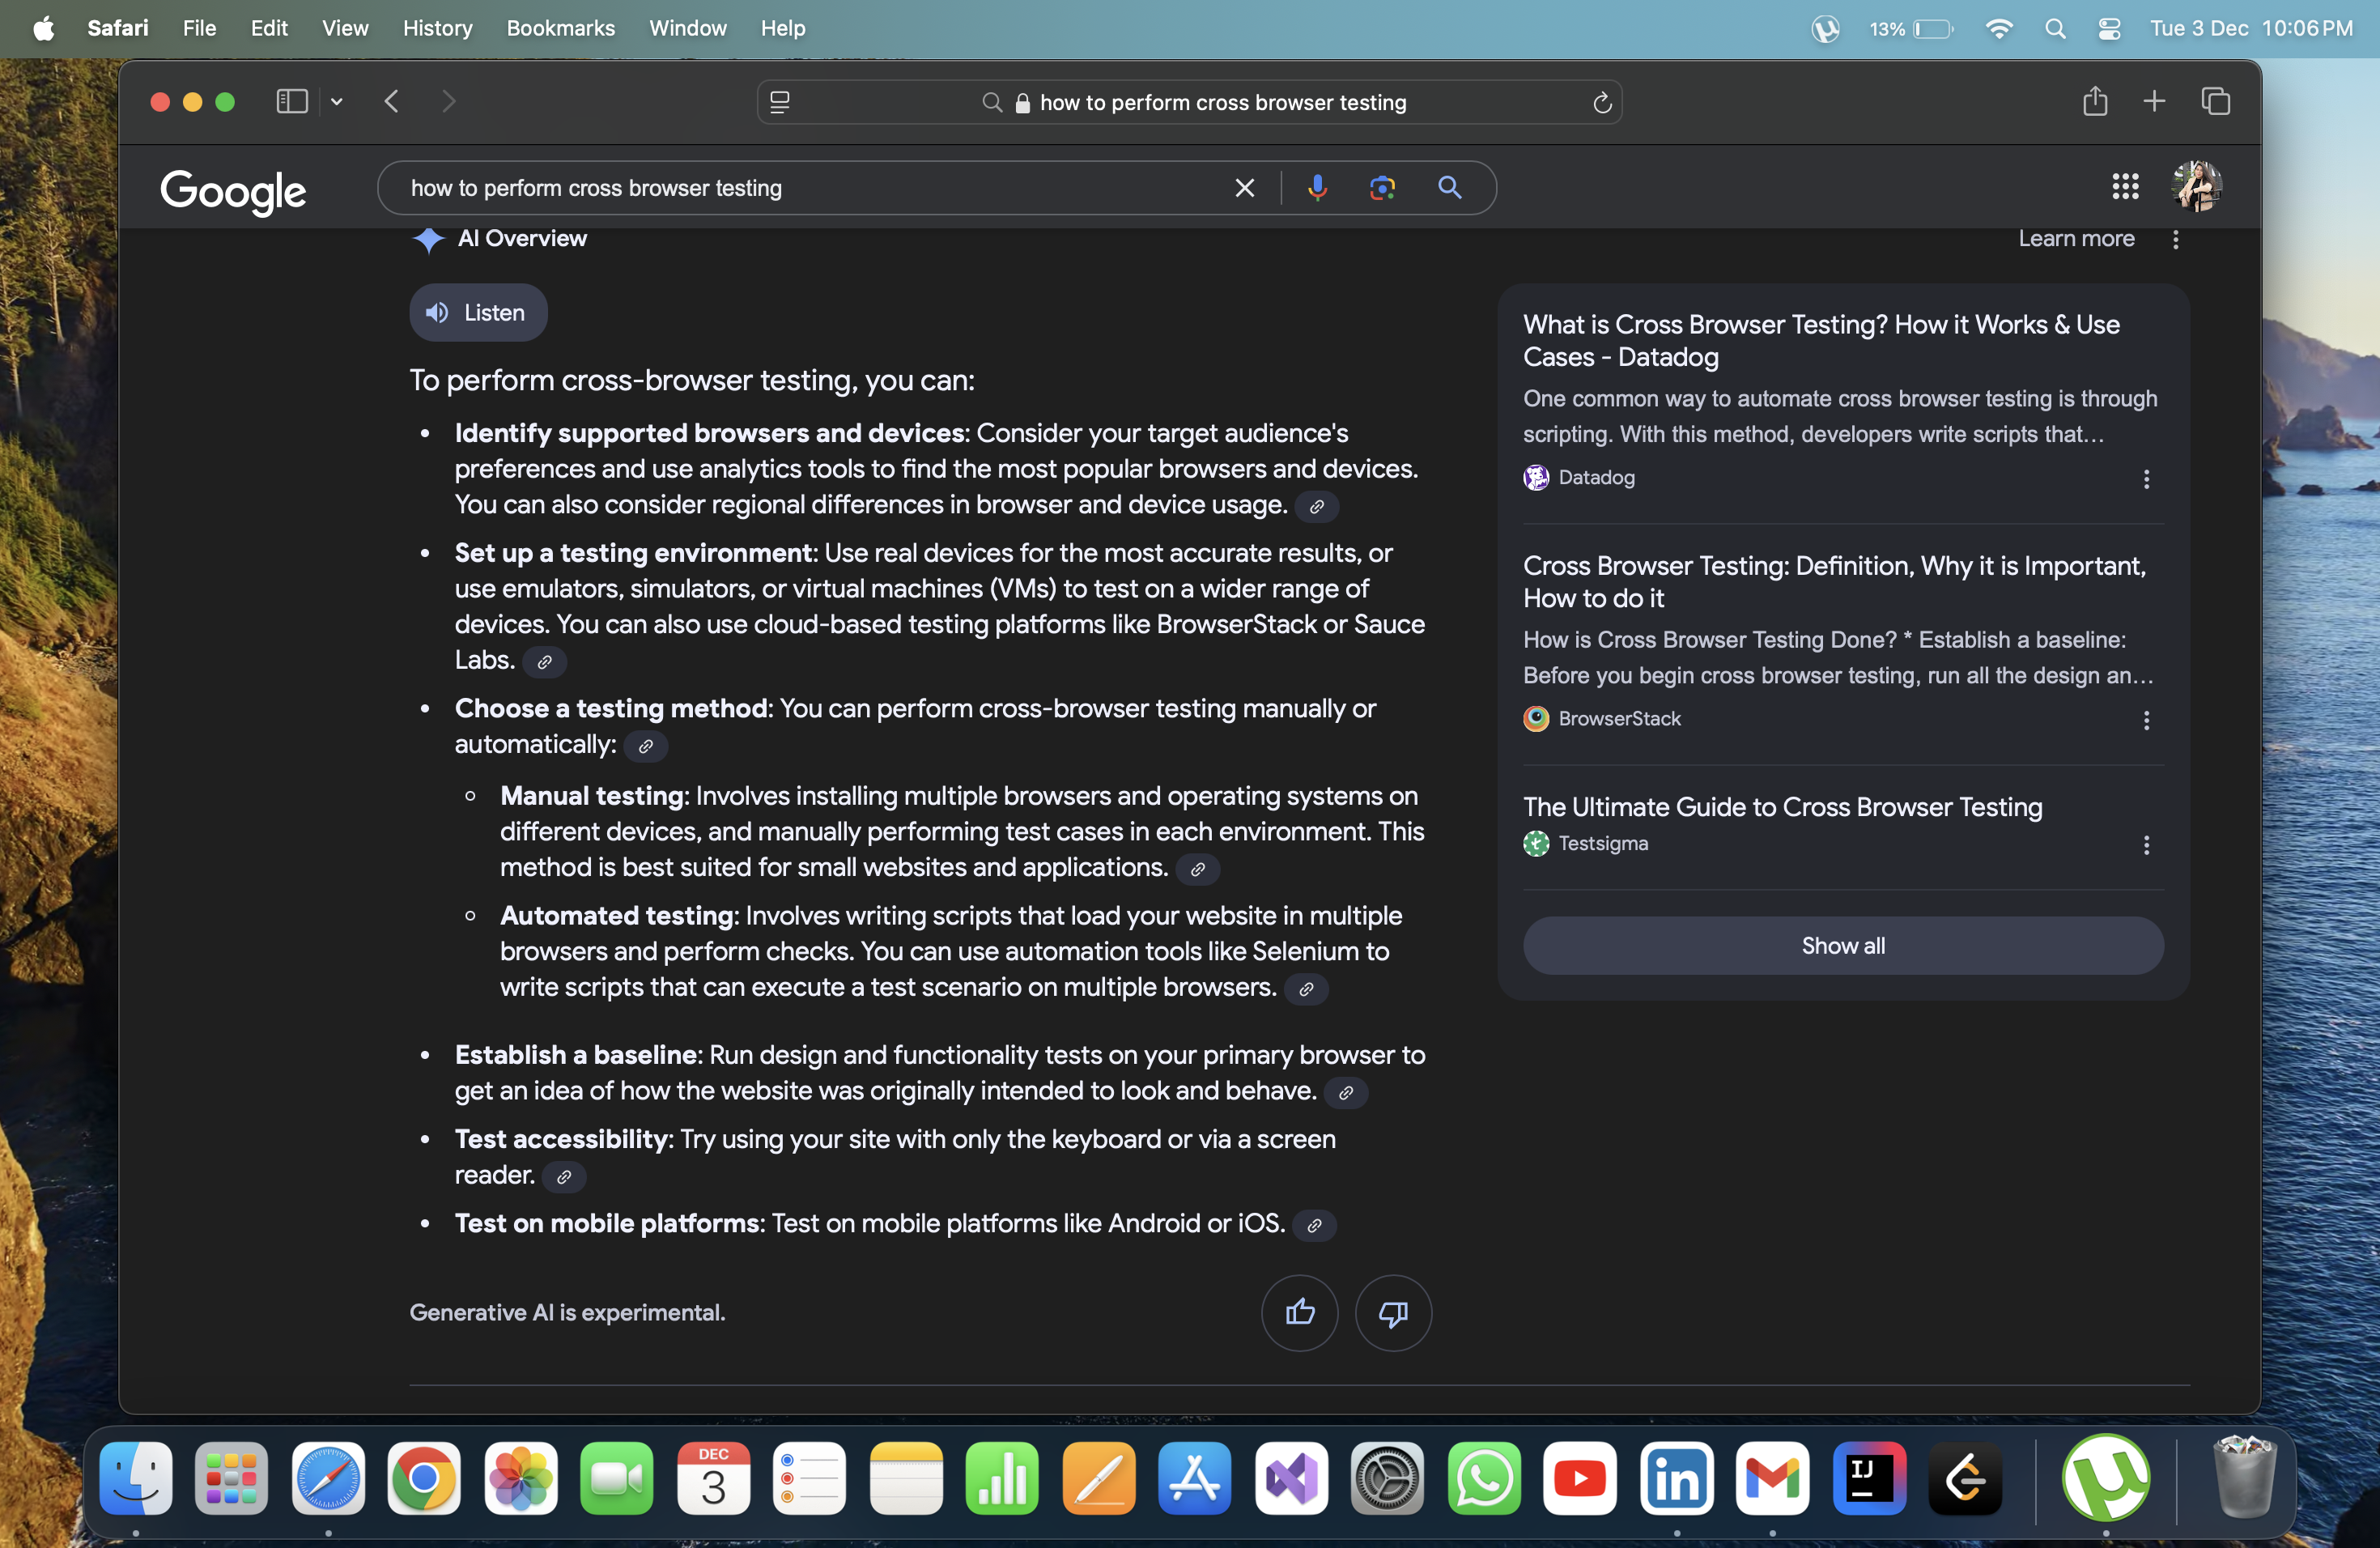 Safari File Edit View History Bookmarks Window Help 13% Tue 3 Dec 10:06 PM
how to perform cross browser testing
Google how to perform cross browser testing
AI Overview
Learn more
Listen
To perform cross-browser testing, you can:
• Identify supported browsers and devices: Consider your target audience's
preferences and use analytics tools to find the most popular browsers and devices.
You can also consider regional differences in browser and device usage.
• Set up a testing environment: Use real devices for the most accurate results, or
use emulators, simulators, or virtual machines (VMs) to test on a wider range of
devices. You can also use cloud-based testing platforms like BrowserStack or Sauce
Labs.
• Choose a testing method: You can perform cross-browser testing manually or
automatically:
◦ Manual testing: Involves installing multiple browsers and operating systems on
different devices, and manually performing test cases in each environment. This
method is best suited for small websites and applications.
◦ Automated testing: Involves writing scripts that load your website in multiple
browsers and perform checks. You can use automation tools like Selenium to
write scripts that can execute a test scenario on multiple browsers.
• Establish a baseline: Run design and functionality tests on your primary browser to
get an idea of how the website was originally intended to look and behave.
• Test accessibility: Try using your site with only the keyboard or via a screen
reader.
• Test on mobile platforms: Test on mobile platforms like Android or iOS.
Generative AI is experimental.
What is Cross Browser Testing? How it Works & Use
Cases - Datadog
One common way to automate cross browser testing is through
scripting. With this method, developers write scripts that...
Datadog
Cross Browser Testing: Definition, Why it is Important,
How to do it
How is Cross Browser Testing Done? * Establish a baseline:
Before you begin cross browser testing, run all the design an...
BrowserStack
The Ultimate Guide to Cross Browser Testing
Testsigma
Show all
DEC
3
in
IJ